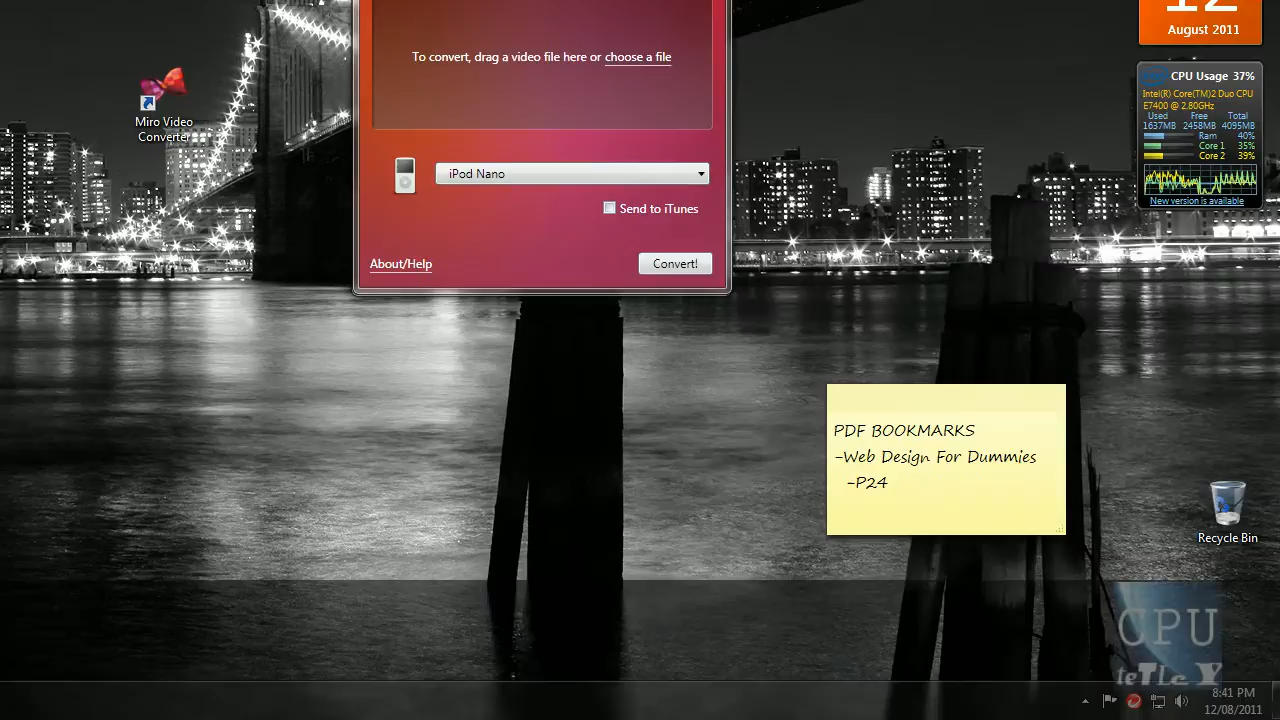 12
August 2011
To convert, drag a video file here or choose a file
CPU Usage 37%
Intel(R) Core(TM)2 Duo CPU
E7400 @ 2.80GHz
Used Free Total
1637MB 2458MB 4095MB
Ram 40%
Core 1 35%
Core 2 39%
New version is available
Miro Video
Converter
iPod Nano
Send to iTunes
About/Help
Convert!
PDF BOOKMARKS
-Web Design For Dummies
-P24
Recycle Bin
CPU
teTLeX
8:41 PM
12/08/2011